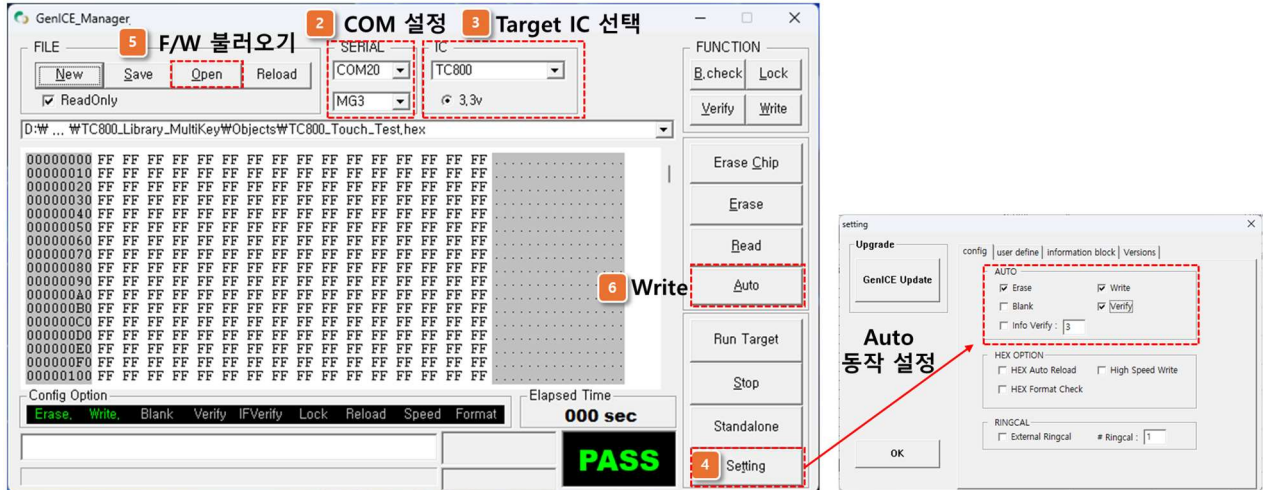 GenICE_Manager
2 COM 설정
3 Target IC 선택
5 F/W 불러오기
FILE
SERIAL
IC
FUNCTION
New Save Open Reload
ReadOnly
COM20
MG3
TC800
3,3v
B,check Lock
Verify Write
D:₩ ... ₩TC800_Library_MultiKey₩Objects₩TC800_Touch_Test,hex
00000000 FF FF FF FF FF FF FF FF FF FF FF FF FF FF FF FF ................
00000010 FF FF FF FF FF FF FF FF FF FF FF FF FF FF FF FF ................
00000020 FF FF FF FF FF FF FF FF FF FF FF FF FF FF FF FF ................
00000030 FF FF FF FF FF FF FF FF FF FF FF FF FF FF FF FF ................
00000040 FF FF FF FF FF FF FF FF FF FF FF FF FF FF FF FF ................
00000050 FF FF FF FF FF FF FF FF FF FF FF FF FF FF FF FF ................
00000060 FF FF FF FF FF FF FF FF FF FF FF FF FF FF FF FF ................
00000070 FF FF FF FF FF FF FF FF FF FF FF FF FF FF FF FF ................
00000080 FF FF FF FF FF FF FF FF FF FF FF FF FF FF FF FF ................
00000090 FF FF FF FF FF FF FF FF FF FF FF FF FF FF FF FF ................
000000A0 FF FF FF FF FF FF FF FF FF FF FF FF FF FF FF FF ................
000000B0 FF FF FF FF FF FF FF FF FF FF FF FF FF FF FF FF ................
000000C0 FF FF FF FF FF FF FF FF FF FF FF FF FF FF FF FF ................
000000D0 FF FF FF FF FF FF FF FF FF FF FF FF FF FF FF FF ................
000000E0 FF FF FF FF FF FF FF FF FF FF FF FF FF FF FF FF ................
000000F0 FF FF FF FF FF FF FF FF FF FF FF FF FF FF FF FF ................
00000100 FF FF FF FF FF FF FF FF FF FF FF FF FF FF FF FF ................
Erase Chip
Erase
Read
6 Write
Auto
Run Target
Stop
Standalone
4 Setting
Config Option
Erase, Write, Blank Verify IFVerify Lock Reload Speed Format
Elapsed Time
000 sec
PASS
setting
Upgrade
GenICE Update
Auto
동작 설정
OK
config user define information block Versions
AUTO
Erase Write
Blank Verify
Info Verify : 3
HEX OPTION
HEX Auto Reload High Speed Write
HEX Format Check
RINGCAL
External Ringcal # Ringcal : 1